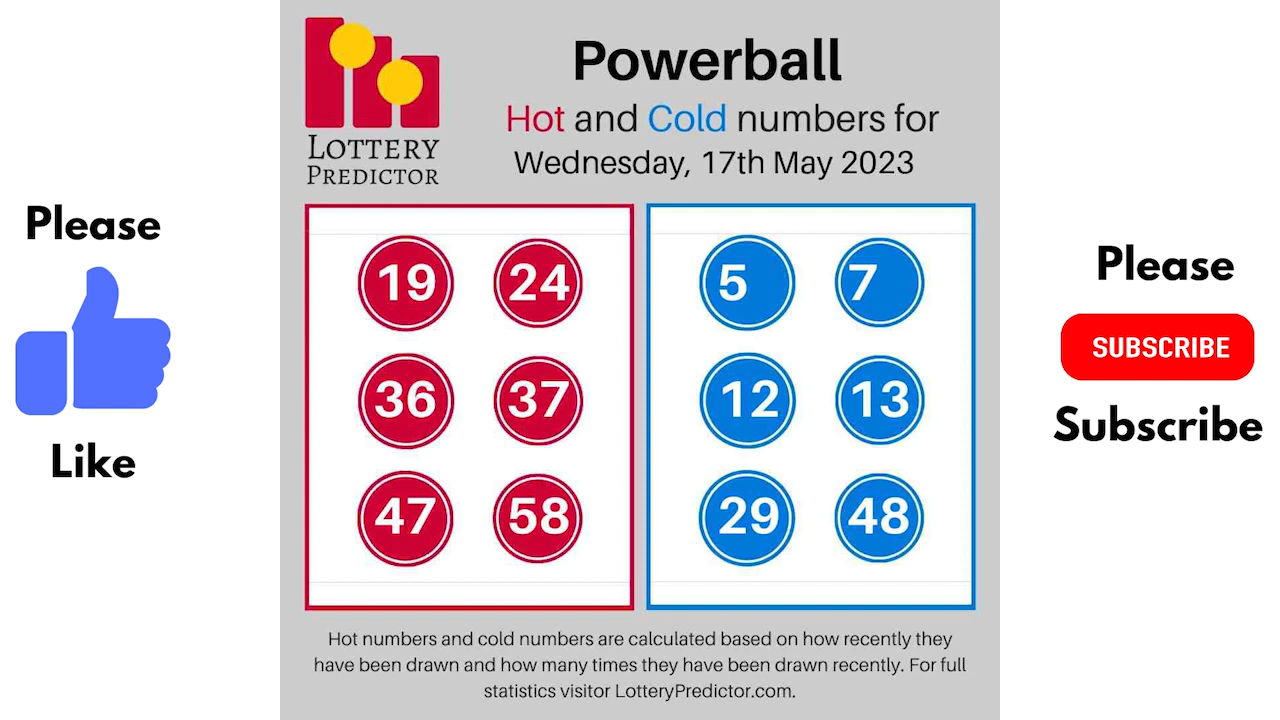 LOTTERY
PREDICTOR
Powerball
Hot and Cold numbers for
Wednesday, 17th May 2023
Please
Like
19 24
36 37
47 58
5 7
12 13
29 48
Please
SUBSCRIBE
Subscribe
Hot numbers and cold numbers are calculated based on how recently they
have been drawn and how many times they have been drawn recently. For full
statistics visitor LotteryPredictor.com.